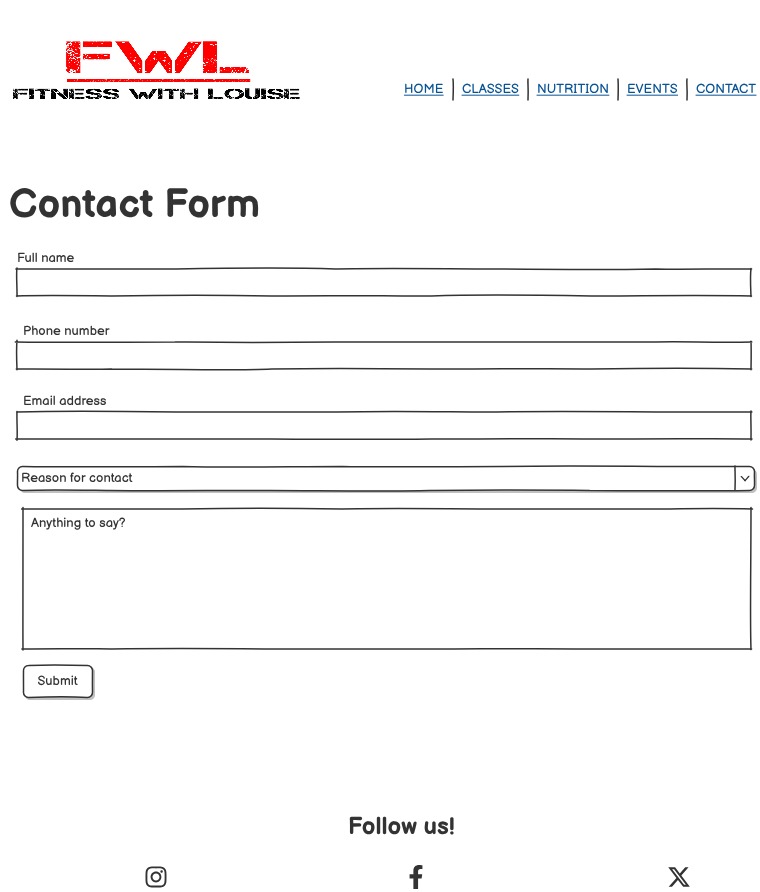 FWL
FITNESS WITH LOUISE
HOME CLASSES NUTRITION EVENTS CONTACT
Contact Form
Full name
Phone number
Email address
Reason for contact
Anything to say?
Submit
Follow us!